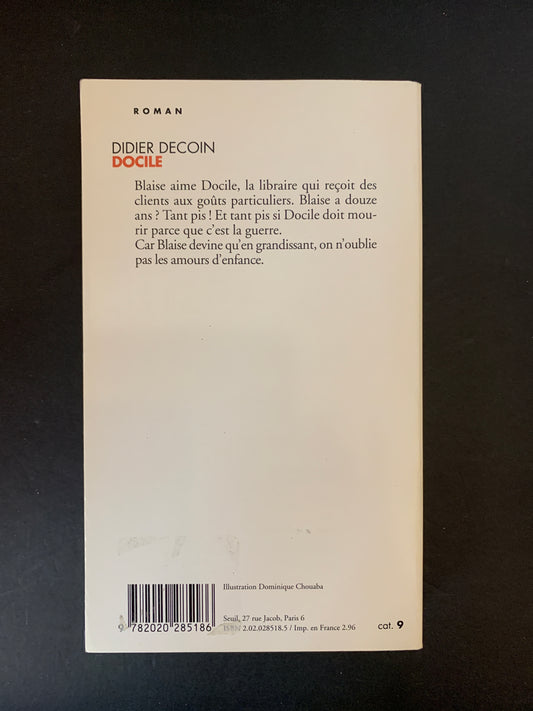 ROMAN
DIDIER DECOIN
DOCILE
Blaise aime Docile, la libraire qui reçoit des
clients aux goûts particuliers. Blaise a douze
ans ? Tant pis ! Et tant pis si Docile doit mou-
rir parce que c'est la guerre.
Car Blaise devine qu'en grandissant, on n'oublie
pas les amours d'enfance.
Illustration Dominique Chouaba
Seuil, 27 rue Jacob, Paris 6
ISBN 2.02.028518.5 / Imp. en France 2.96
cat. 9
9 782020 285186